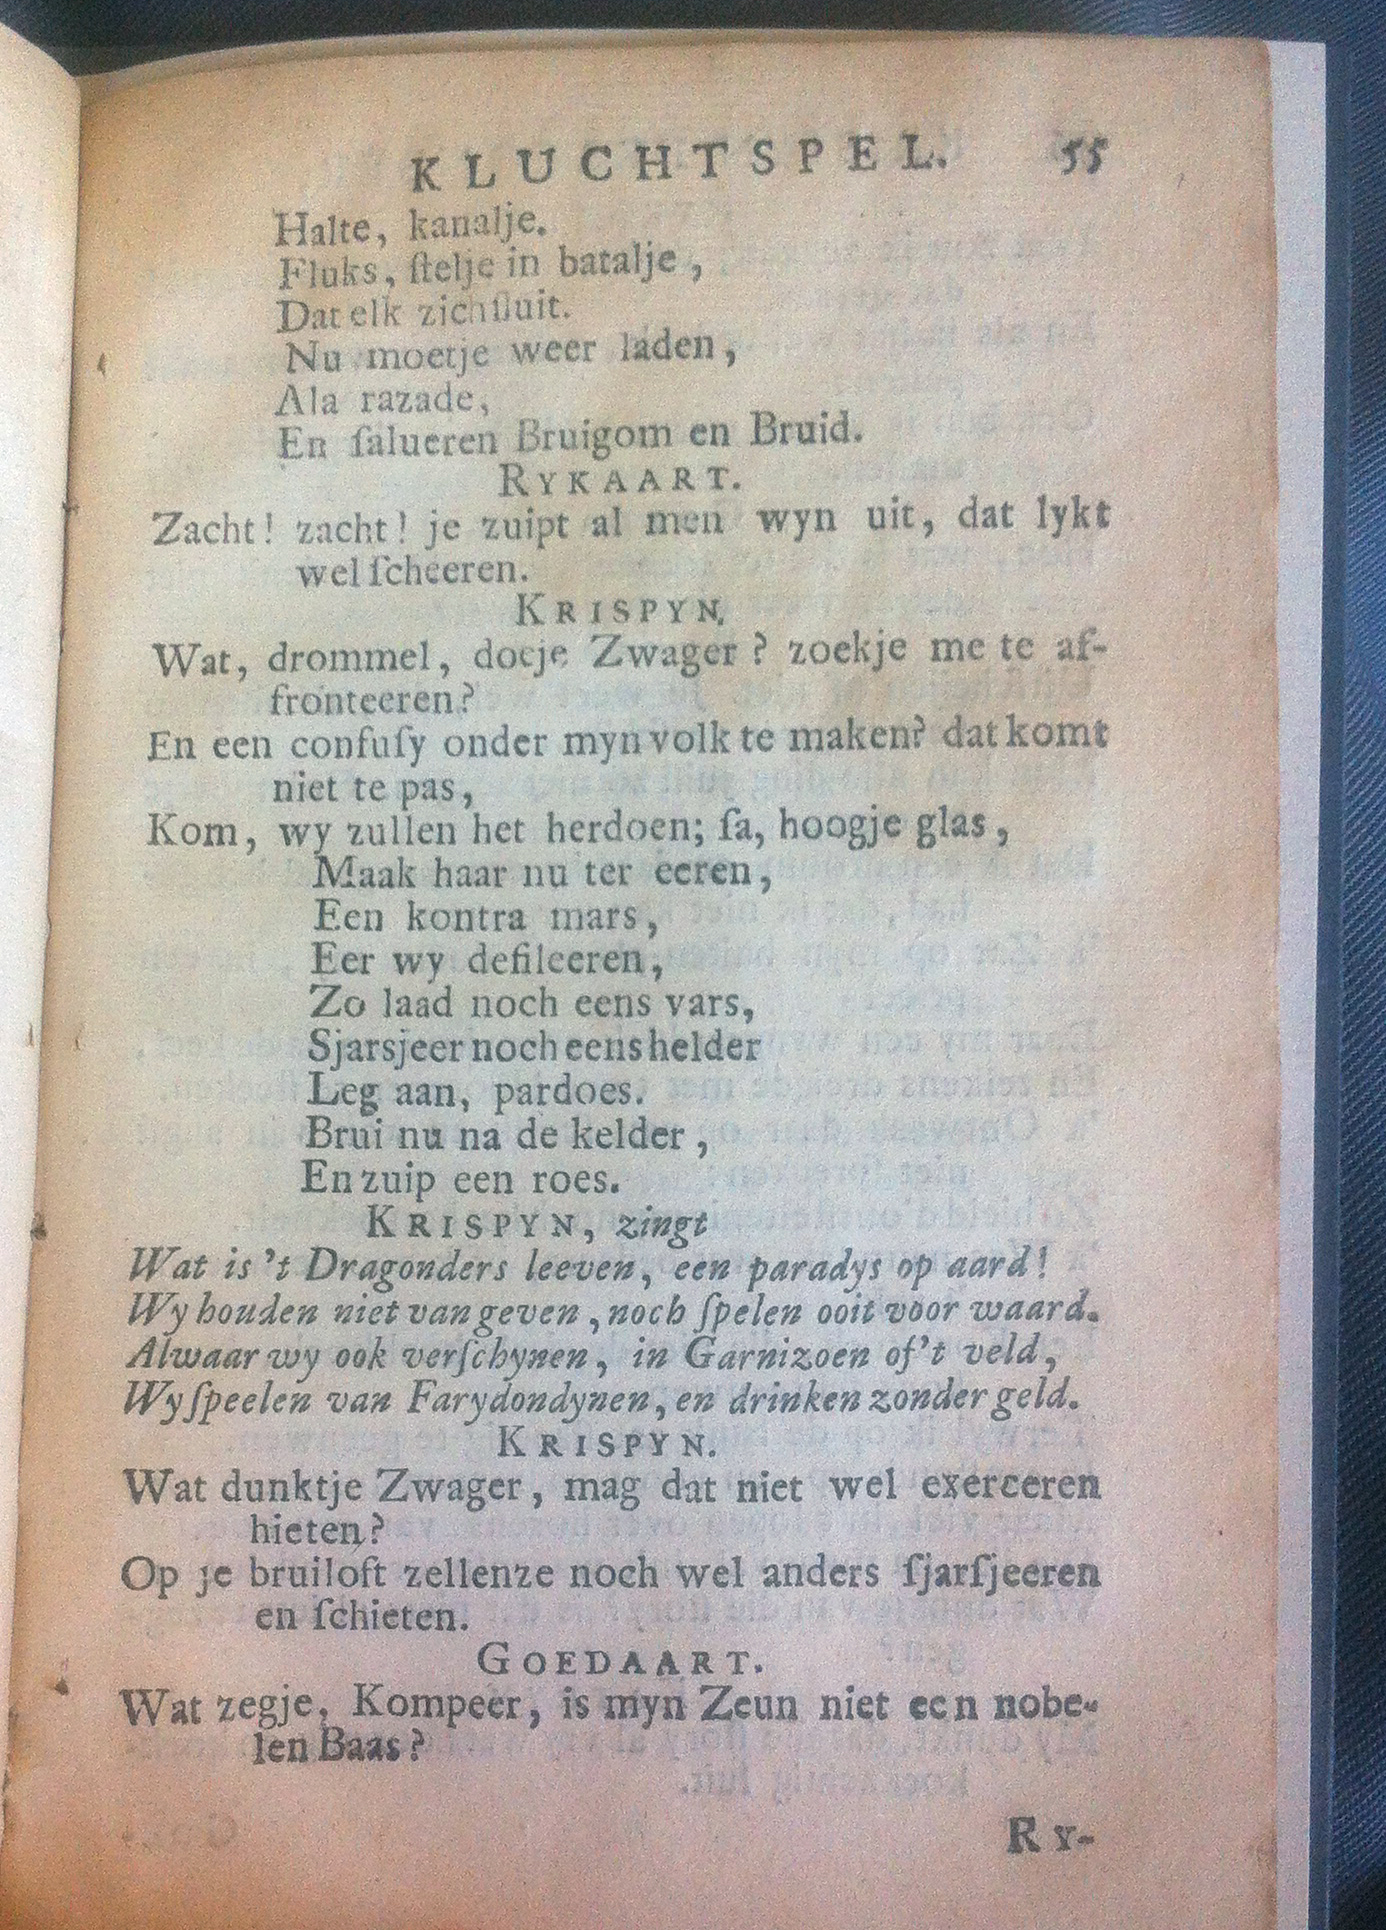 KLUCHTSPEL. 55
Halte, kanalje.
Fluks, ſtelje in batalje,
Dat elk zich ſluit.
Nu moetje weer laden,
Ala razade,
En ſalueren Bruigom en Bruid.
RYKAART.
Zacht! zacht! je zuipt al men wyn uit, dat lykt
wel ſcheeren.
KRISPYN.
Wat, drommel, doeje Zwager? zoekje me te af-
fronteeren?
En een confuſy onder myn volk te maken? dat komt
niet te pas,
Kom, wy zullen het herdoen; ſa, hoogje glas,
Maak haar nu ter eeren,
Een kontra mars,
Eer wy defileeren,
Zo laad noch eens vars,
Sjarsjeer noch eens helder
Leg aan, pardoes.
Brui nu na de kelder,
En zuip een roes.
KRISPYN, zingt
Wat is 't Dragonders leeven, een paradys op aard!
Wy houden niet van geven, noch ſpelen ooit voor waard.
Alwaar wy ook verſchynen, in Garnizoen of 't veld,
Wy ſpeelen van Farydondynen, en drinken zonder geld.
KRISPYN.
Wat dunktje Zwager, mag dat niet wel exerceren
hieten?
Op je bruiloft zellenze noch wel anders ſjarſjeeren
en ſchieten.
GOEDAART.
Wat zegje, Kompeer, is myn Zeun niet een nobe-
len Baas?
RY-